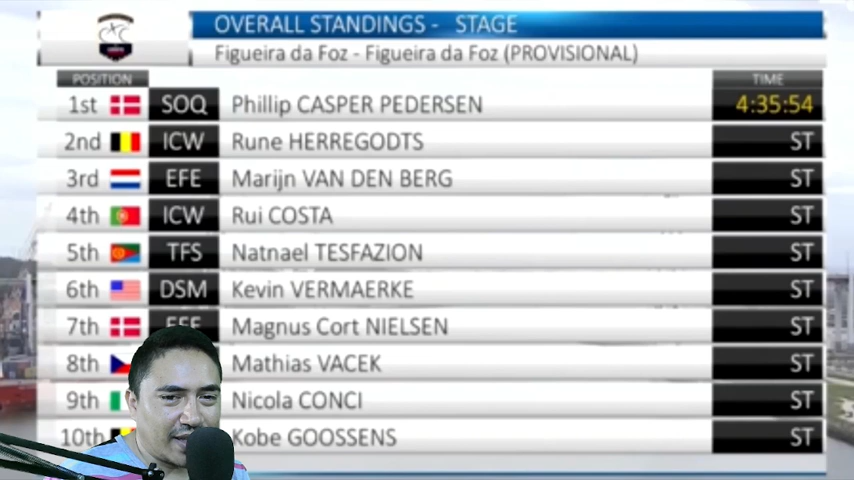 OVERALL STANDINGS - STAGE
Figueira da Foz - Figueira da Foz (PROVISIONAL)
POSITION TIME
1st SOQ Phillip CASPER PEDERSEN 4:35:54
2nd ICW Rune HERREGODTS ST
3rd EFE Marijn VAN DEN BERG ST
4th ICW Rui COSTA ST
5th TFS Natnael TESFAZION ST
6th DSM Kevin VERMAERKE ST
7th EFE Magnus Cort NIELSEN ST
8th Mathias VACEK ST
9th Nicola CONCI ST
10th Kobe GOOSSENS ST